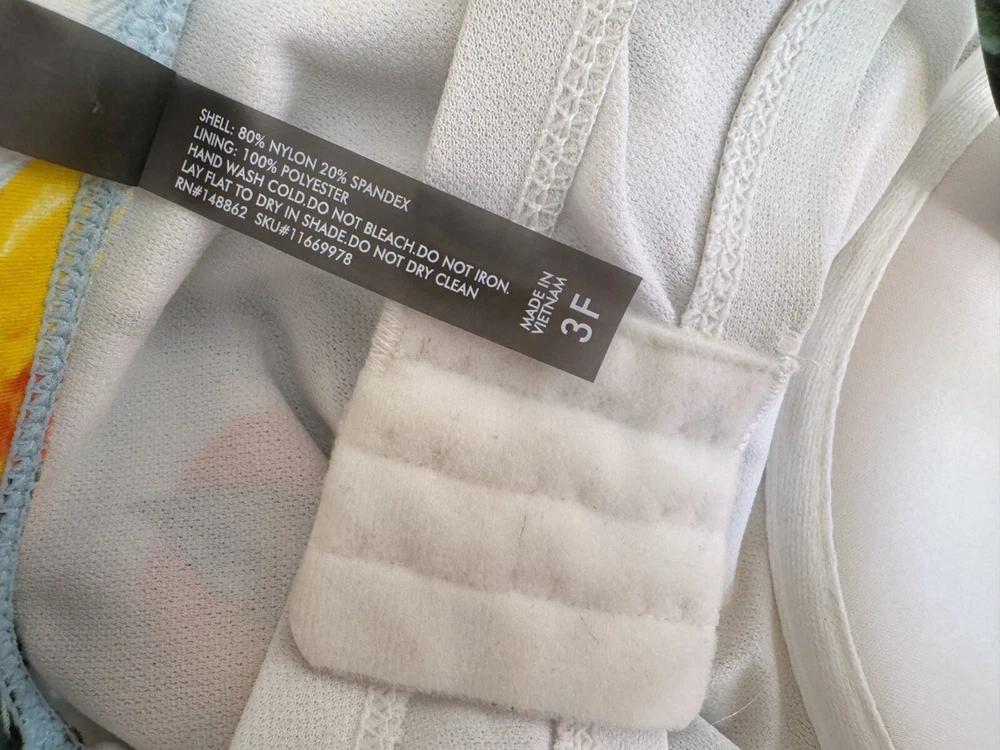 SHELL: 80% NYLON 20% SPANDEX
LINING: 100% POLYESTER
HAND WASH COLD.DO NOT BLEACH.DO NOT IRON.
LAY FLAT TO DRY IN SHADE.DO NOT DRY CLEAN
RN#148862 SKU#11669978
MADE IN
VIETNAM
3F